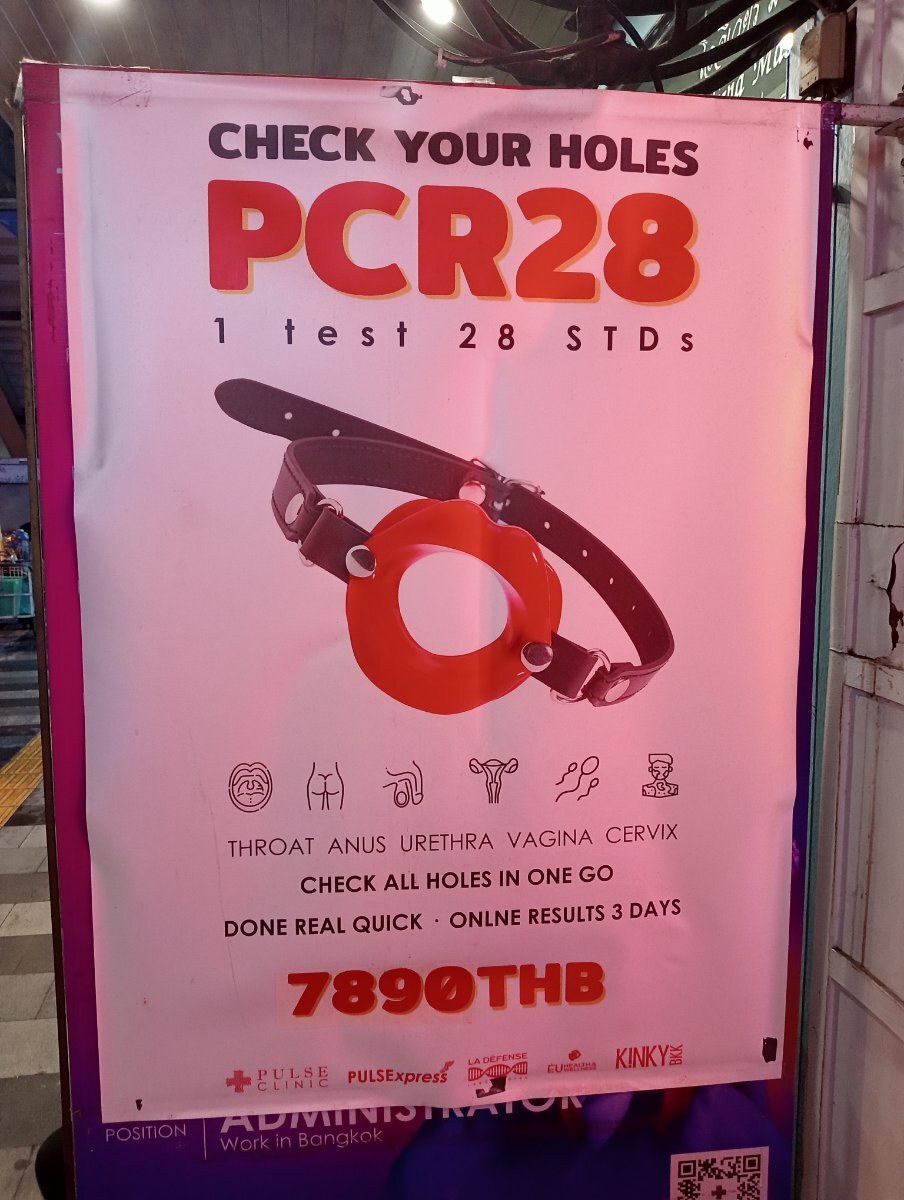 CHECK YOUR HOLES
PCR28
1 test 28 STDs
THROAT ANUS URETHRA VAGINA CERVIX
CHECK ALL HOLES IN ONE GO
DONE REAL QUICK · ONLNE RESULTS 3 DAYS
7890THB
PULSE CLINIC
PULSExpress
LA DÉFENSE
KINKY BKK
ADMINISTRATOR
POSITION
Work in Bangkok